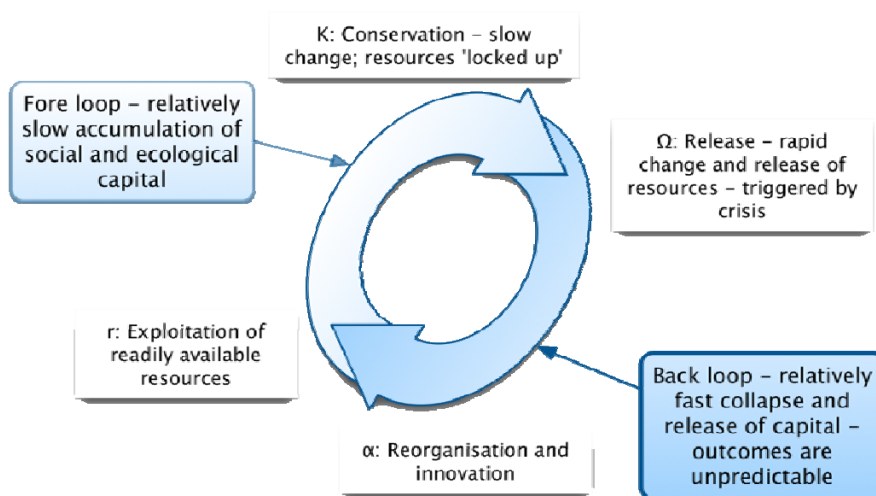 K: Conservation – slow
change; resources 'locked up'
Fore loop – relatively
slow accumulation of
social and ecological
capital
Ω: Release – rapid
change and release of
resources – triggered by
crisis
r: Exploitation of
readily available
resources
Back loop – relatively
fast collapse and
release of capital –
outcomes are
unpredictable
α: Reorganisation and
innovation